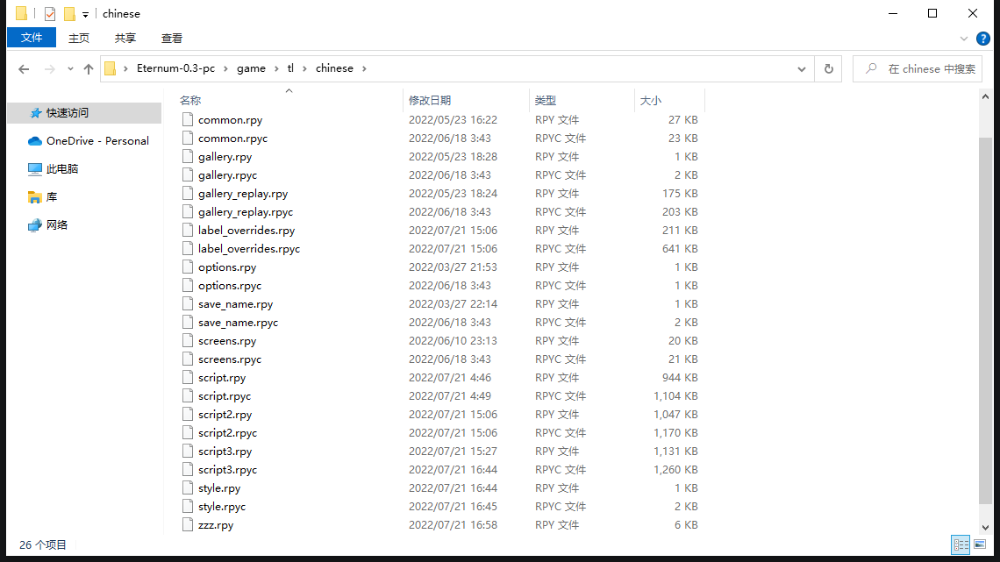 chinese
文件 主页 共享 查看
Eternum-0.3-pc > game > tl > chinese > 在 chinese 中搜索
名称 修改日期 类型 大小
快速访问
OneDrive - Personal
此电脑
库
网络
common.rpy 2022/05/23 16:22 RPY 文件 27 KB
common.rpyc 2022/06/18 3:43 RPYC 文件 23 KB
gallery.rpy 2022/05/23 18:28 RPY 文件 1 KB
gallery.rpyc 2022/06/18 3:43 RPYC 文件 2 KB
gallery_replay.rpy 2022/05/23 18:24 RPY 文件 175 KB
gallery_replay.rpyc 2022/06/18 3:43 RPYC 文件 203 KB
label_overrides.rpy 2022/07/21 15:06 RPY 文件 211 KB
label_overrides.rpyc 2022/07/21 15:06 RPYC 文件 641 KB
options.rpy 2022/03/27 21:53 RPY 文件 1 KB
options.rpyc 2022/06/18 3:43 RPYC 文件 1 KB
save_name.rpy 2022/03/27 22:14 RPY 文件 1 KB
save_name.rpyc 2022/06/18 3:43 RPYC 文件 2 KB
screens.rpy 2022/06/10 23:13 RPY 文件 20 KB
screens.rpyc 2022/06/18 3:43 RPYC 文件 21 KB
script.rpy 2022/07/21 4:46 RPY 文件 944 KB
script.rpyc 2022/07/21 4:49 RPYC 文件 1,104 KB
script2.rpy 2022/07/21 15:06 RPY 文件 1,047 KB
script2.rpyc 2022/07/21 15:06 RPYC 文件 1,170 KB
script3.rpy 2022/07/21 15:27 RPY 文件 1,131 KB
script3.rpyc 2022/07/21 16:44 RPYC 文件 1,260 KB
style.rpy 2022/07/21 16:44 RPY 文件 1 KB
style.rpyc 2022/07/21 16:45 RPYC 文件 2 KB
zzz.rpy 2022/07/21 16:58 RPY 文件 6 KB
26 个项目